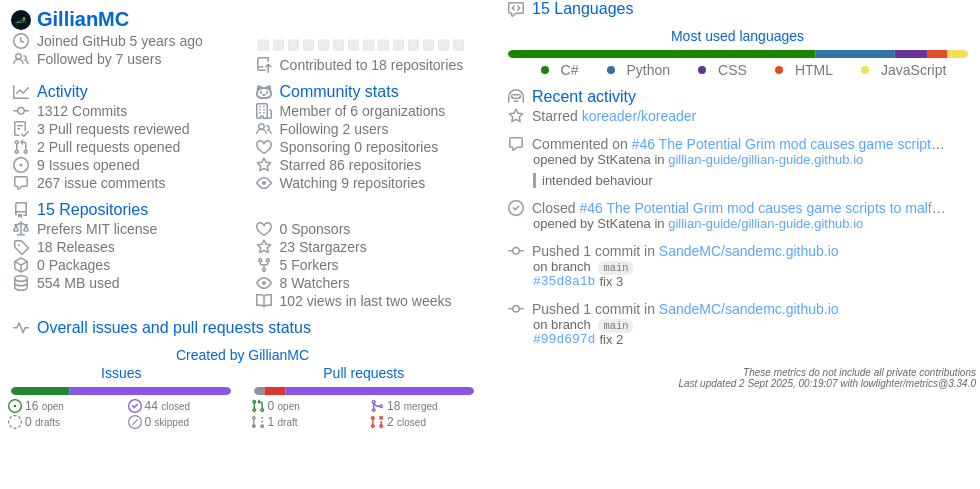 GillianMC
Joined GitHub 5 years ago
Followed by 7 users
Contributed to 18 repositories
Activity
1312 Commits
3 Pull requests reviewed
2 Pull requests opened
9 Issues opened
267 issue comments
Community stats
Member of 6 organizations
Following 2 users
Sponsoring 0 repositories
Starred 86 repositories
Watching 9 repositories
15 Repositories
Prefers MIT license
18 Releases
0 Packages
554 MB used
0 Sponsors
23 Stargazers
5 Forkers
8 Watchers
102 views in last two weeks
Overall issues and pull requests status
Created by GillianMC
Issues
16 open
44 closed
0 drafts
0 skipped
Pull requests
0 open
18 merged
1 draft
2 closed
15 Languages
Most used languages
C# Python CSS HTML JavaScript
Recent activity
Starred koreader/koreader
Commented on #46 The Potential Grim mod causes game script…
opened by StKatena in gillian-guide/gillian-guide.github.io
intended behaviour
Closed #46 The Potential Grim mod causes game scripts to malf…
opened by StKatena in gillian-guide/gillian-guide.github.io
Pushed 1 commit in SandeMC/sandemc.github.io
on branch main
#35d8a1b fix 3
Pushed 1 commit in SandeMC/sandemc.github.io
on branch main
#99d697d fix 2
These metrics do not include all private contributions
Last updated 2 Sept 2025, 00:19:07 with lowlighter/metrics@3.34.0